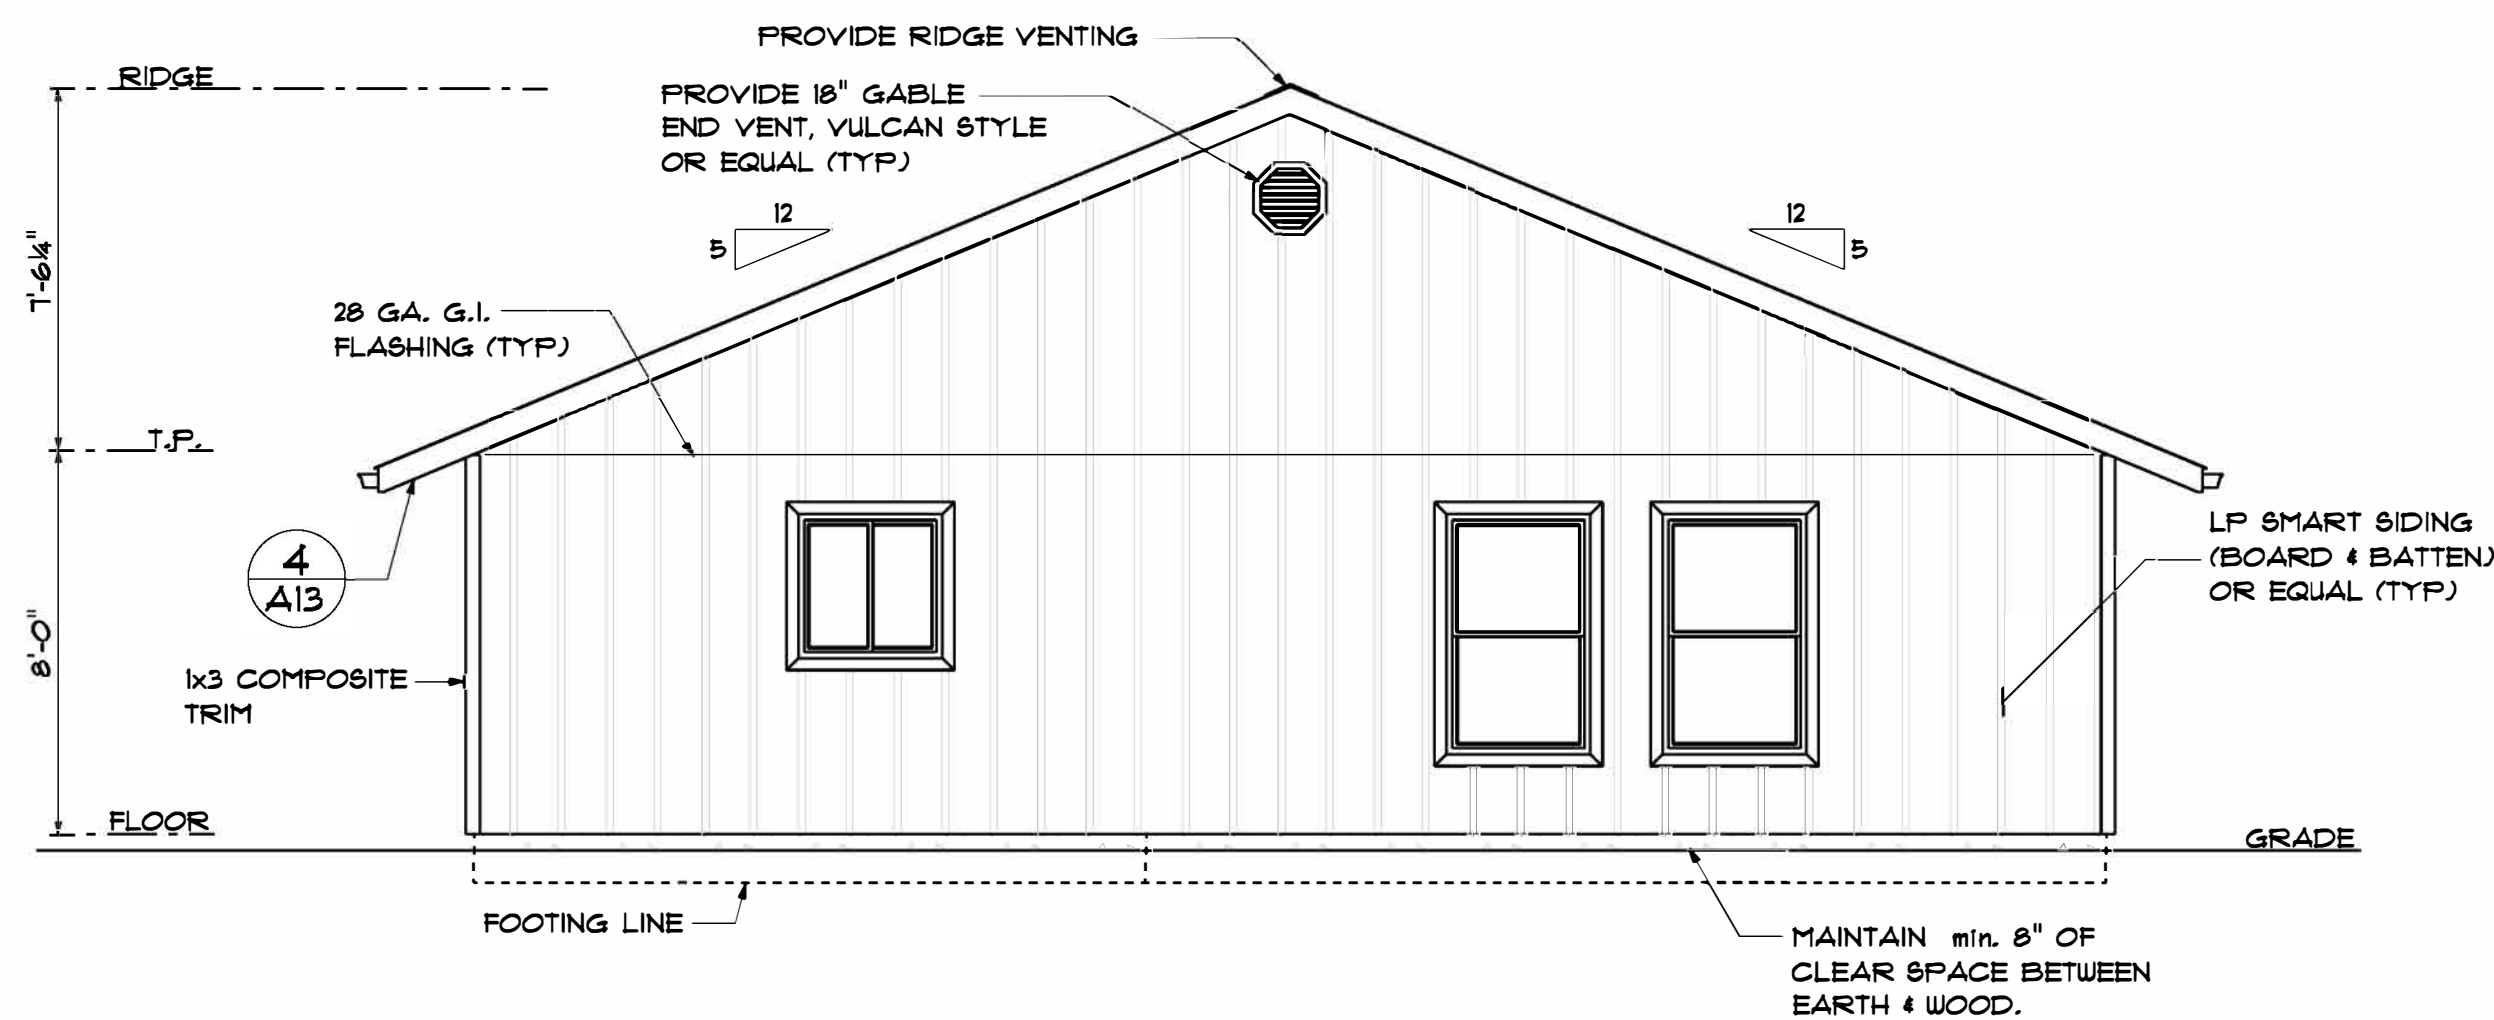 PROVIDE RIDGE VENTING
RIDGE
PROVIDE 18" GABLE
END VENT, VULCAN STYLE
OR EQUAL (TYP)
12
5
12
5
7'-6¼"
28 GA. G.I.
FLASHING (TYP)
T.P.
LP SMART SIDING
(BOARD & BATTEN)
OR EQUAL (TYP)
4
A13
8'-0"
1x3 COMPOSITE
TRIM
FLOOR
GRADE
FOOTING LINE
MAINTAIN min. 8" OF
CLEAR SPACE BETWEEN
EARTH & WOOD.